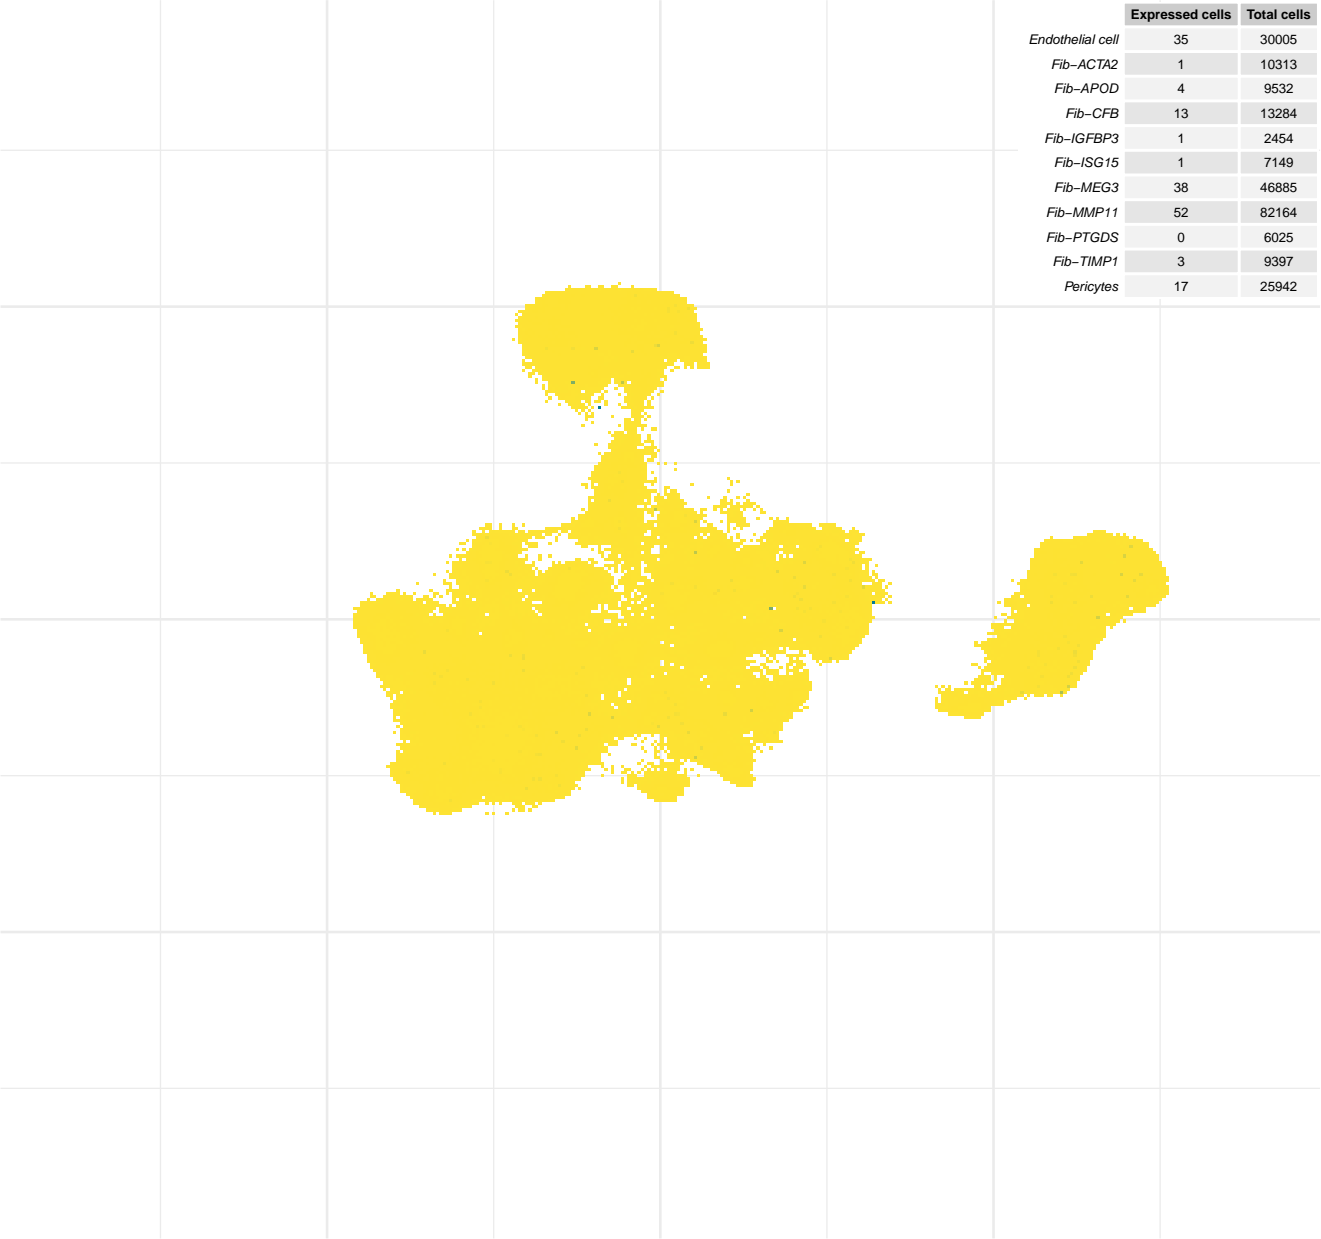 Expressed cells Total cells
Endothelial cell 35 30005
Fib−ACTA2 1 10313
Fib−APOD 4 9532
Fib−CFB 13 13284
Fib−IGFBP3 1 2454
Fib−ISG15 1 7149
Fib−MEG3 38 46885
Fib−MMP11 52 82164
Fib−PTGDS 0 6025
Fib−TIMP1 3 9397
Pericytes 17 25942